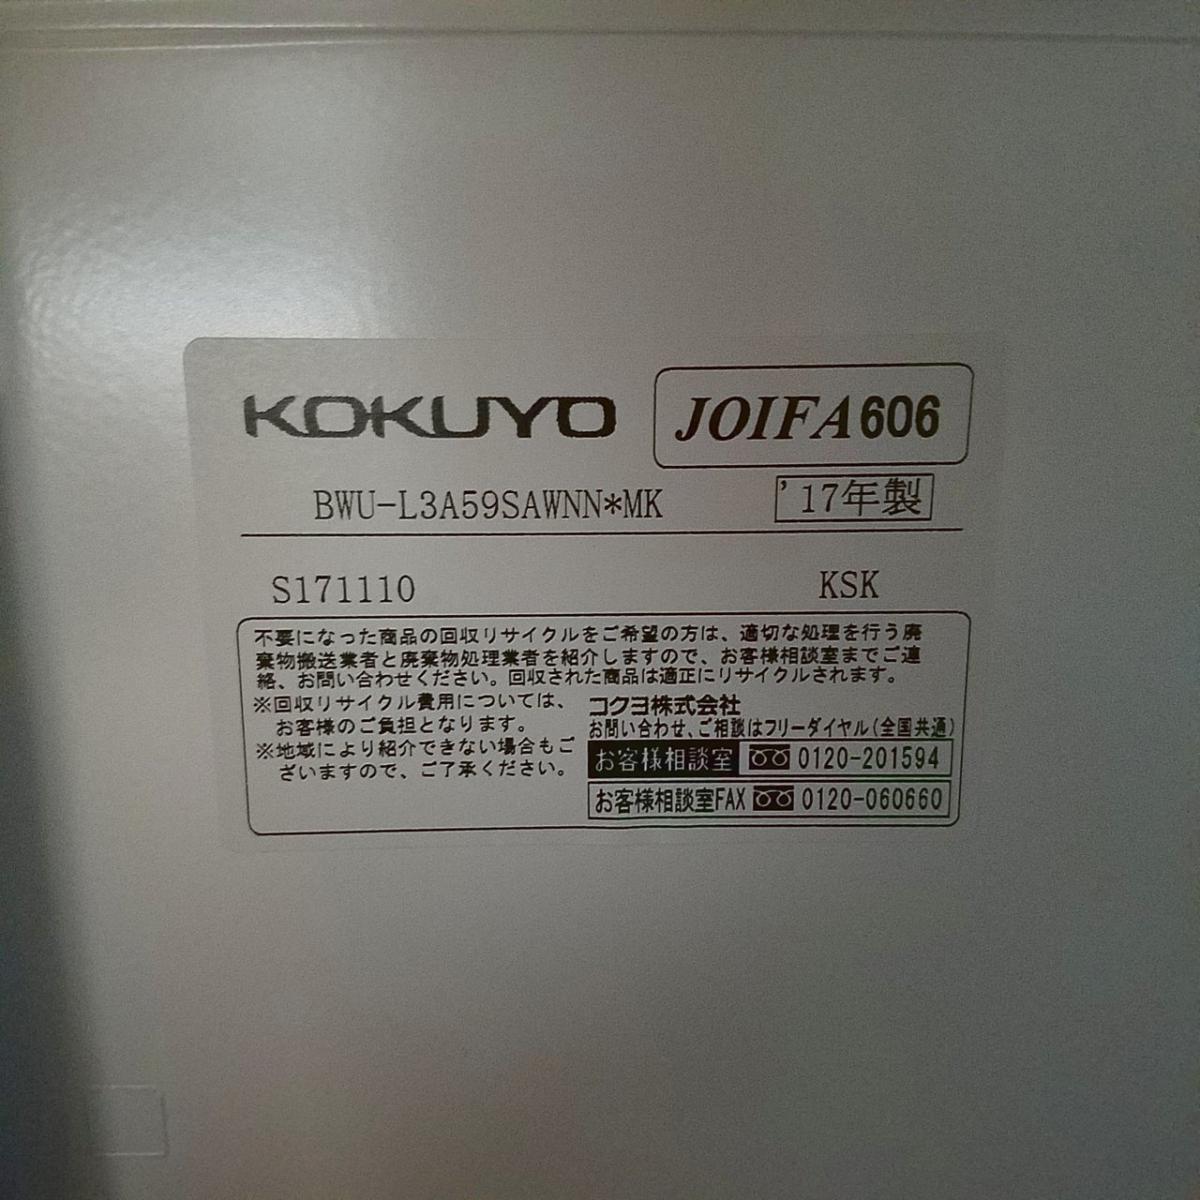 KOKUYO
JOIFA606
BWU-L3A59SAWNN*MK
'17年製
S171110
KSK
不要になった商品の回収リサイクルをご希望の方は、適切な処理を行う廃
棄物搬送業者と廃棄物処理業者を紹介しますので、お客様相談室までご連
絡、お問い合わせください。回収された商品は適正にリサイクルされます。
※回収リサイクル費用については、
お客様のご負担となります。
※地域により紹介できない場合もご
ざいますので、ご了承ください。
コクヨ株式会社
お問い合わせ、ご相談はフリーダイヤル(全国共通)
お客様相談室 0120-201594
お客様相談室FAX 0120-060660